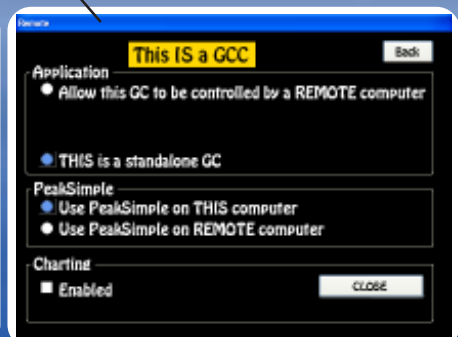 Remote
This IS a GCC
Back
Application
Allow this GC to be controlled by a REMOTE computer
THIS is a standalone GC
PeakSimple
Use PeakSimple on THIS computer
Use PeakSimple on REMOTE computer
Charting
Enabled
CLOSE